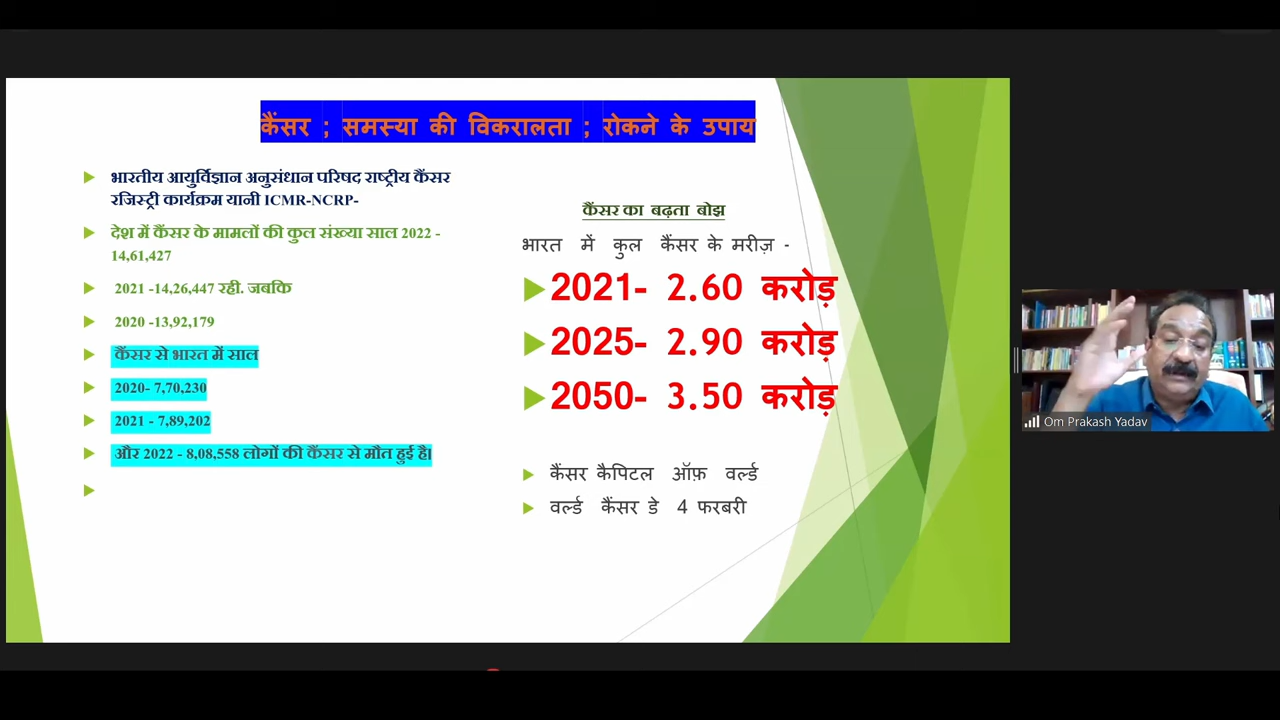 कैंसर ; समस्या की विकरालता ; रोकने के उपाय
भारतीय आयुर्विज्ञान अनुसंधान परिषद राष्ट्रीय कैंसर
रजिस्ट्री कार्यक्रम यानी ICMR-NCRP-
देश में कैंसर के मामलों की कुल संख्या साल 2022 -
14,61,427
2021 -14,26,447 रही. जबकि
2020 -13,92,179
कैंसर से भारत में साल
2020- 7,70,230
2021 - 7,89,202
और 2022 - 8,08,558 लोगों की कैंसर से मौत हुई है।
कैंसर का बढ़ता बोझ
भारत में कुल कैंसर के मरीज़ -
2021- 2.60 करोड़
2025- 2.90 करोड़
2050- 3.50 करोड़
कैंसर कैपिटल ऑफ़ वर्ल्ड
वर्ल्ड कैंसर डे 4 फरबरी
Om Prakash Yadav